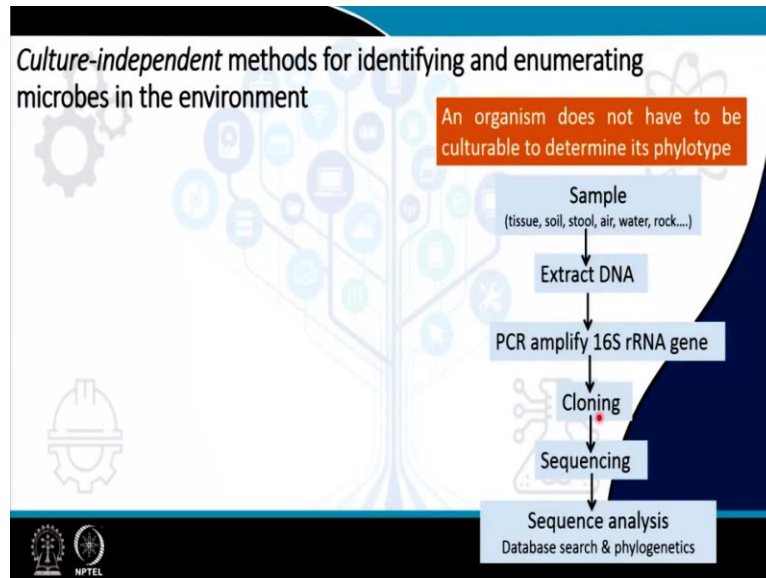 Culture-independent methods for identifying and enumerating
microbes in the environment
An organism does not have to be
culturable to determine its phylotype
Sample
(tissue, soil, stool, air, water, rock....)
Extract DNA
PCR amplify 16S rRNA gene
Cloning
Sequencing
Sequence analysis
Database search & phylogenetics
NPTEL